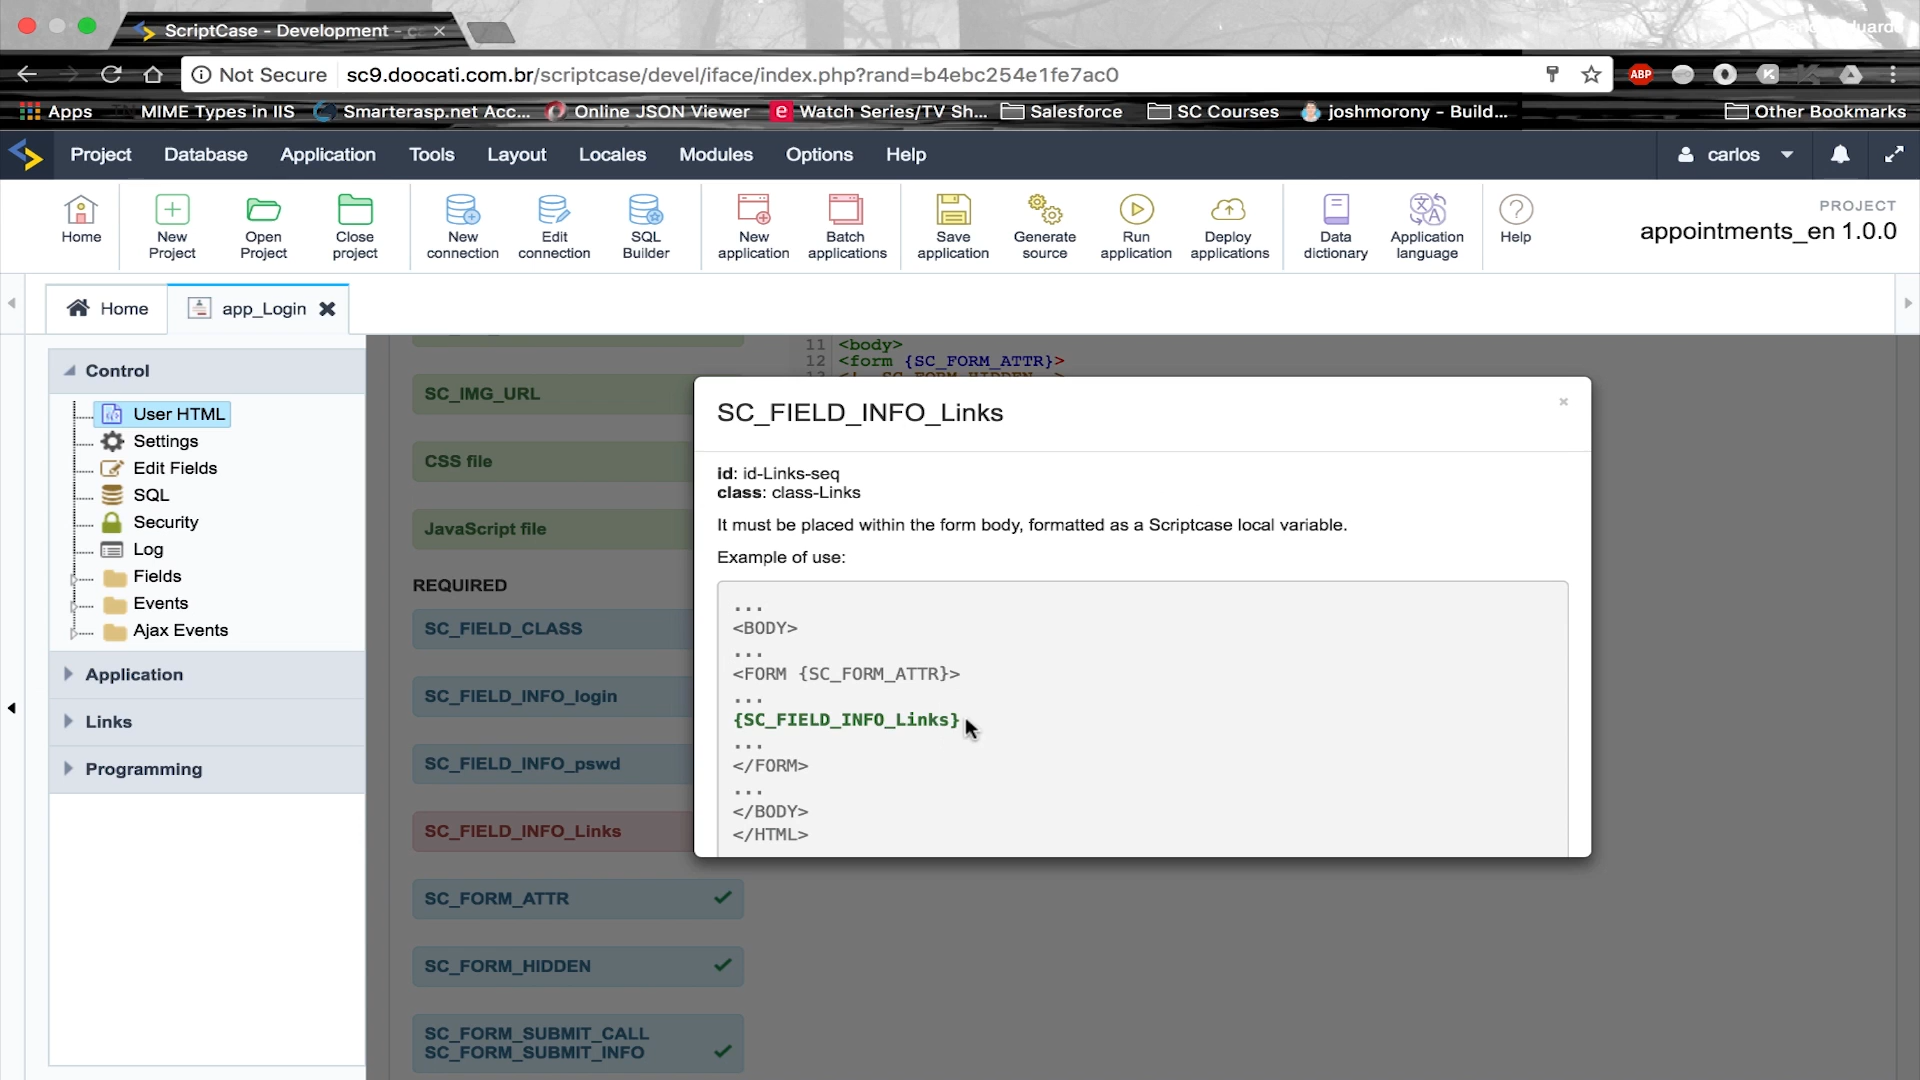 ScriptCase - Development - c
Not Secure
sc9.doocati.com.br/scriptcase/devel/iface/index.php?rand=b4ebc254e1fe7ac0
ABP
Apps
MIME Types in IIS
Smarterasp.net Acc...
Online JSON Viewer
Watch Series/TV Sh...
Salesforce
SC Courses
joshmorony - Build...
Other Bookmarks
Project
Database
Application
Tools
Layout
Locales
Modules
Options
Help
carlos
Home
New Project
Open Project
Close project
New connection
Edit connection
SQL Builder
New application
Batch applications
Save application
Generate source
Run application
Deploy applications
Data dictionary
Application language
Help
PROJECT
appointments_en 1.0.0
Home
app_Login
Control
User HTML
Settings
Edit Fields
SQL
Security
Log
Fields
Events
Ajax Events
Application
Links
Programming
SC_IMG_URL
CSS file
JavaScript file
REQUIRED
SC_FIELD_CLASS
SC_FIELD_INFO_login
SC_FIELD_INFO_pswd
SC_FIELD_INFO_Links
SC_FORM_ATTR
SC_FORM_HIDDEN
SC_FORM_SUBMIT_CALL
SC_FORM_SUBMIT_INFO
11 <body>
12 <form {SC_FORM_ATTR}>
SC_FIELD_INFO_Links
id: id-Links-seq
class: class-Links
It must be placed within the form body, formatted as a Scriptcase local variable.
Example of use:
...
<BODY>
...
<FORM {SC_FORM_ATTR}>
...
{SC_FIELD_INFO_Links}
...
</FORM>
...
</BODY>
</HTML>